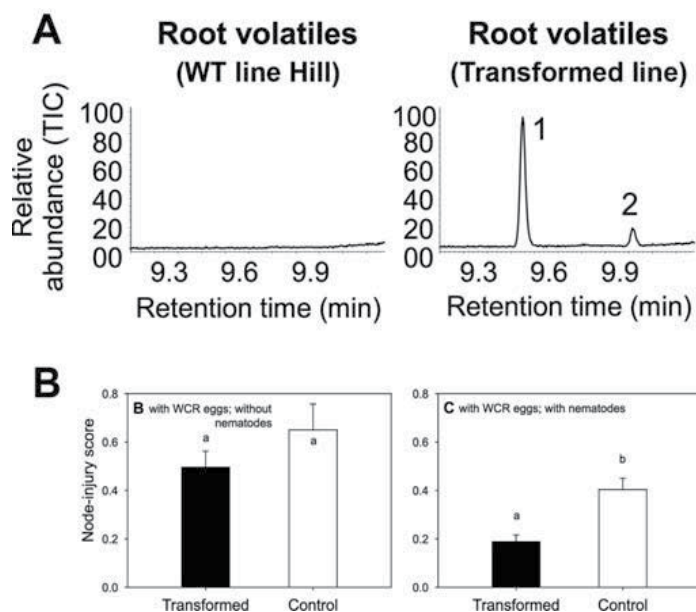 A
Root volatiles
(WT line Hill)
Relative
abundance (TIC)
100
80
60
40
20
00
9.3 9.6 9.9
Retention time (min)
Root volatiles
(Transformed line)
100
80
60
40
20
00
1
2
9.3 9.6 9.9
Retention time (min)
B
Node-injury score
0.8
0.6
0.4
0.2
0.0
B with WCR eggs; without
nematodes
a
a
Transformed Control
0.8
0.6
0.4
0.2
0.0
C with WCR eggs; with nematodes
a
b
Transformed Control